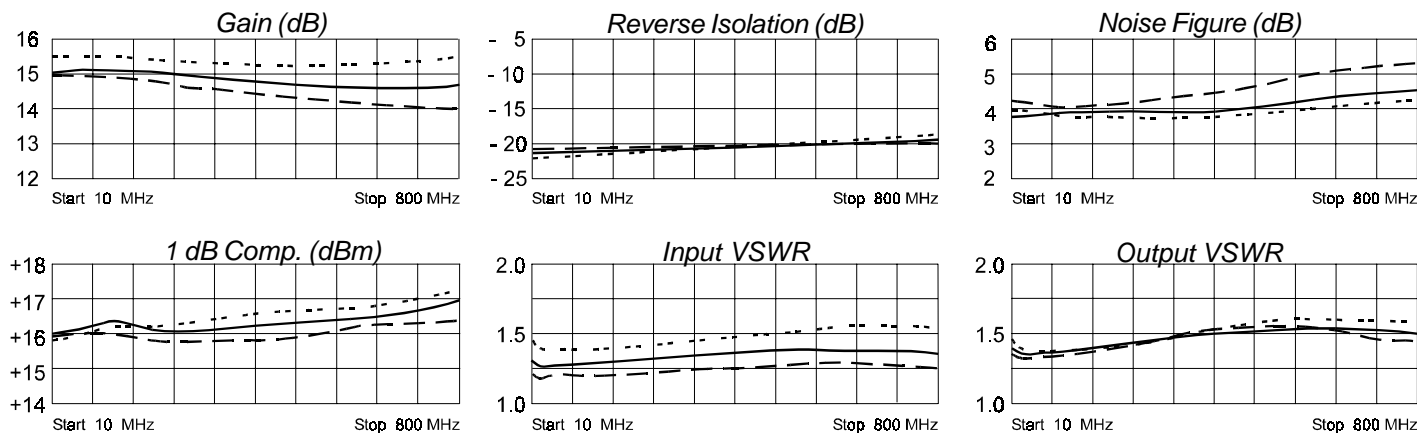 Gain (dB)
16
15
14
13
12
Start 10 MHz
Stop 800 MHz
Reverse Isolation (dB)
- 5
- 10
- 15
- 20
- 25
Start 10 MHz
Stop 800 MHz
Noise Figure (dB)
6
5
4
3
2
Start 10 MHz
Stop 800 MHz
1 dB Comp. (dBm)
+18
+17
+16
+15
+14
Start 10 MHz
Stop 800 MHz
Input VSWR
2.0
1.5
1.0
Start 10 MHz
Stop 800 MHz
Output VSWR
2.0
1.5
1.0
Start 10 MHz
Stop 800 MHz